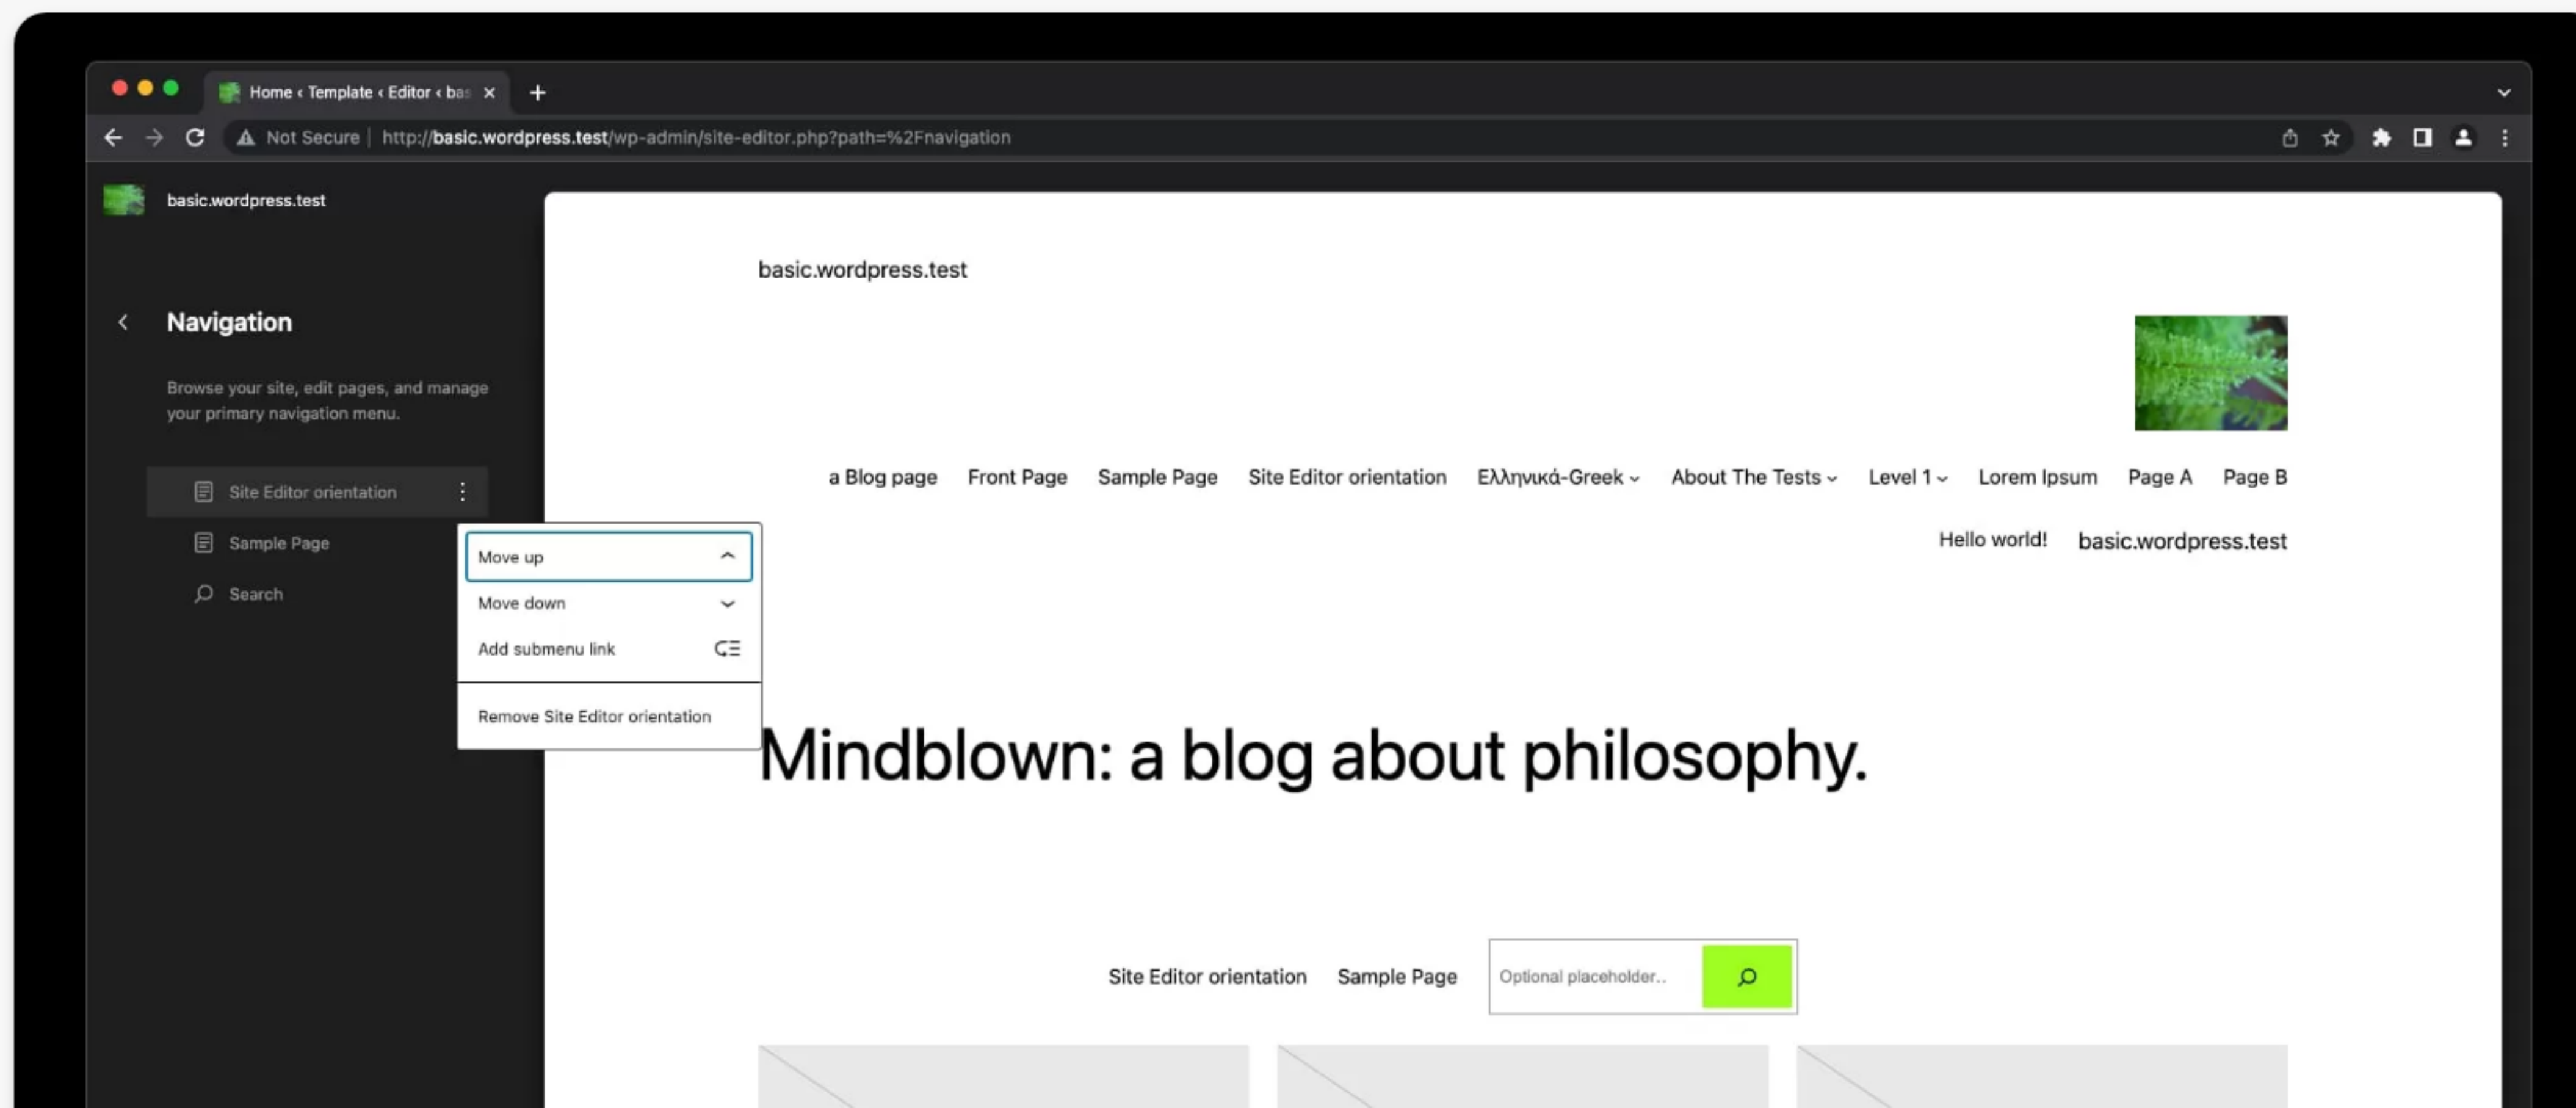 Home ‹ Template ‹ Editor ‹ bas
Not Secure | http://basic.wordpress.test/wp-admin/site-editor.php?path=%2Fnavigation
basic.wordpress.test
Navigation
Browse your site, edit pages, and manage
your primary navigation menu.
Site Editor orientation
Sample Page
Search
Move up
Move down
Add submenu link
Remove Site Editor orientation
basic.wordpress.test
a Blog page Front Page Sample Page Site Editor orientation Ελληνικά-Greek About The Tests Level 1 Lorem Ipsum Page A Page B
Hello world! basic.wordpress.test
Mindblown: a blog about philosophy.
Site Editor orientation Sample Page Optional placeholder..